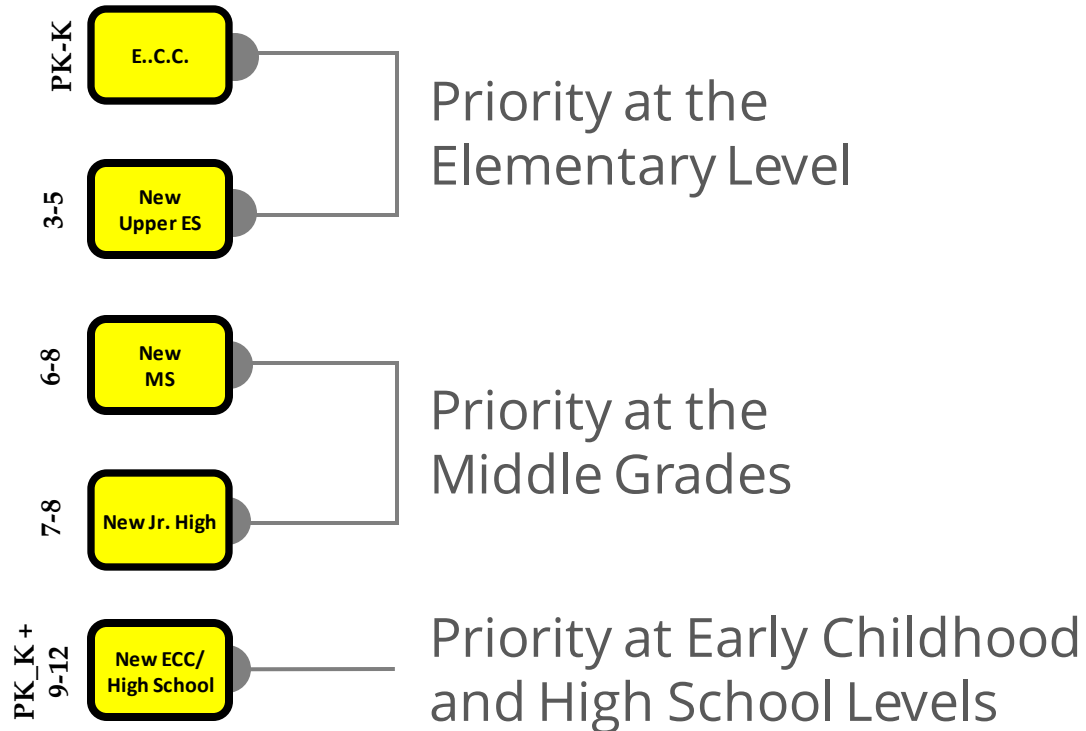 PK-K
E..C.C.
Priority at the
Elementary Level
3-5
New
Upper ES
6-8
New
MS
Priority at the
Middle Grades
7-8
New Jr. High
PK_K +
9-12
New ECC/
High School
Priority at Early Childhood
and High School Levels